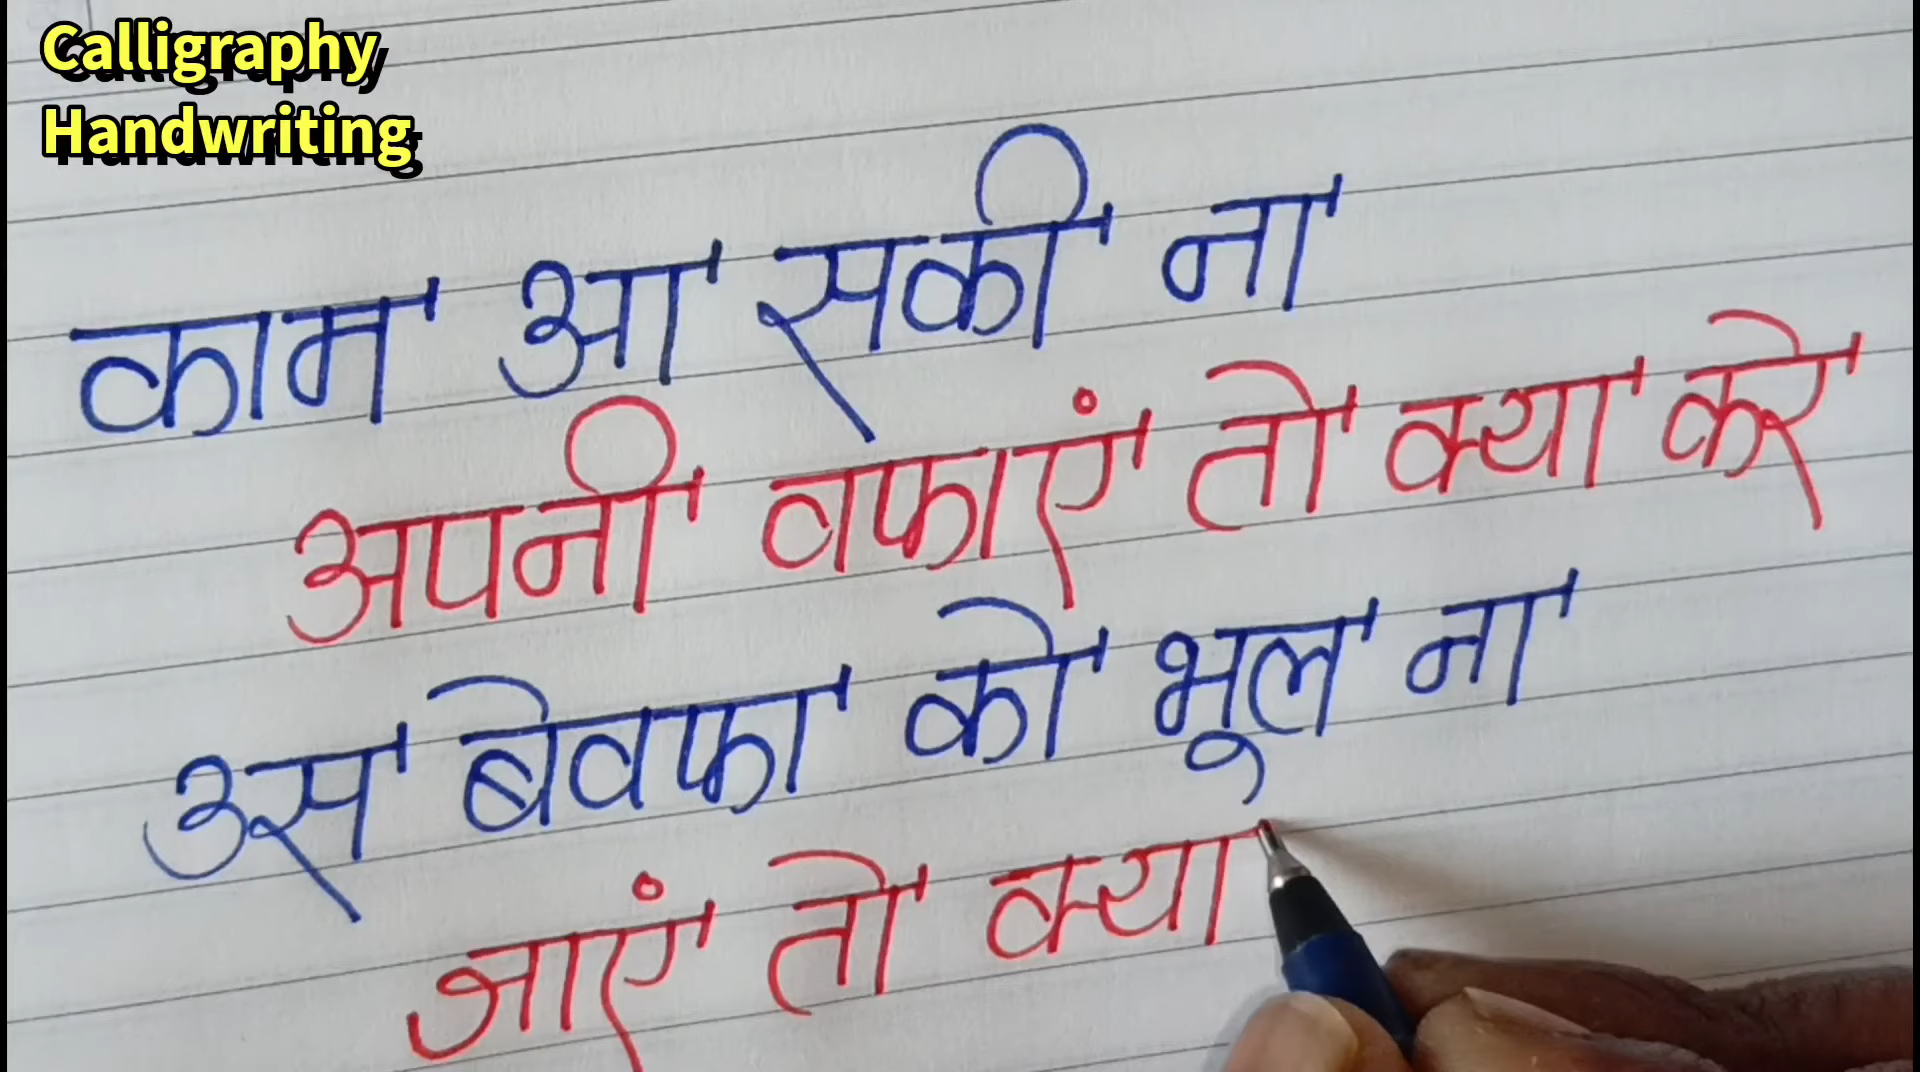 Calligraphy
Handwriting
काम आ सकी ना
अपनी वफाएं तो क्या करे
उस बेवफा को भूल ना
जाएं तो क्या